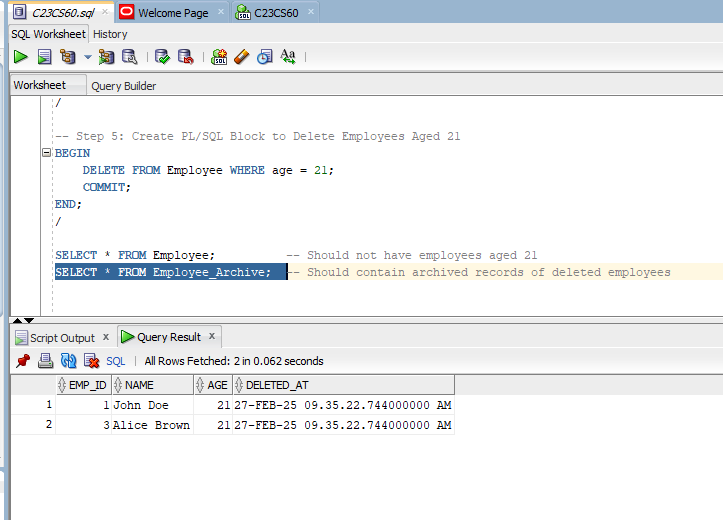 C23CS60.sql
Welcome Page
C23CS60
SQL Worksheet History
Worksheet Query Builder
/
-- Step 5: Create PL/SQL Block to Delete Employees Aged 21
BEGIN
DELETE FROM Employee WHERE age = 21;
COMMIT;
END;
/
SELECT * FROM Employee; -- Should not have employees aged 21
SELECT * FROM Employee_Archive; -- Should contain archived records of deleted employees
Script Output x Query Result x
SQL | All Rows Fetched: 2 in 0.062 seconds
EMP_ID NAME AGE DELETED_AT
1 1 John Doe 21 27-FEB-25 09.35.22.744000000 AM
2 3 Alice Brown 21 27-FEB-25 09.35.22.744000000 AM